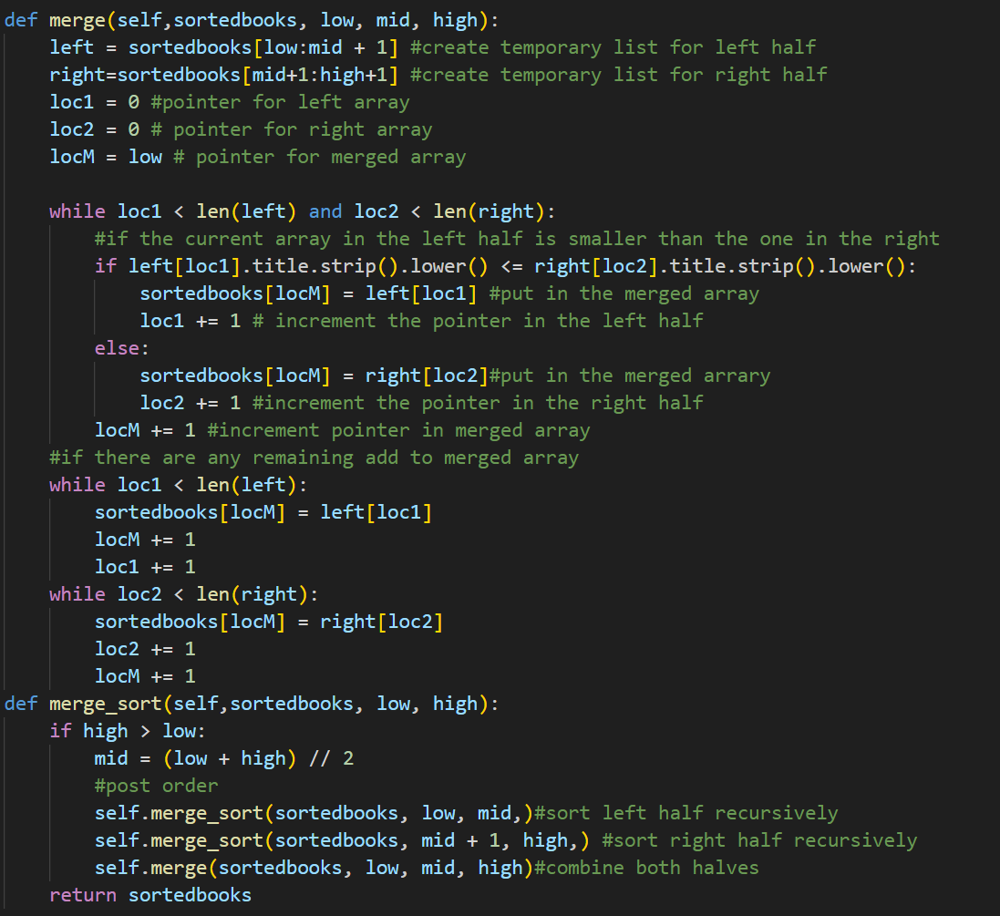 def merge(self,sortedbooks, low, mid, high):
    left = sortedbooks[low:mid + 1] #create temporary list for left half
    right=sortedbooks[mid+1:high+1] #create temporary list for right half
    loc1 = 0 #pointer for left array
    loc2 = 0 # pointer for right array
    locM = low # pointer for merged array

    while loc1 < len(left) and loc2 < len(right):
        #if the current array in the left half is smaller than the one in the right
        if left[loc1].title.strip().lower() <= right[loc2].title.strip().lower():
            sortedbooks[locM] = left[loc1] #put in the merged array
            loc1 += 1 # increment the pointer in the left half
        else:
            sortedbooks[locM] = right[loc2]#put in the merged arrary
            loc2 += 1 #increment the pointer in the right half
        locM += 1 #increment pointer in merged array
    #if there are any remaining add to merged array
    while loc1 < len(left):
        sortedbooks[locM] = left[loc1]
        locM += 1
        loc1 += 1
    while loc2 < len(right):
        sortedbooks[locM] = right[loc2]
        loc2 += 1
        locM += 1
def merge_sort(self,sortedbooks, low, high):
    if high > low:
        mid = (low + high) // 2
        #post order
        self.merge_sort(sortedbooks, low, mid,)#sort left half recursively
        self.merge_sort(sortedbooks, mid + 1, high,) #sort right half recursively
        self.merge(sortedbooks, low, mid, high)#combine both halves
    return sortedbooks